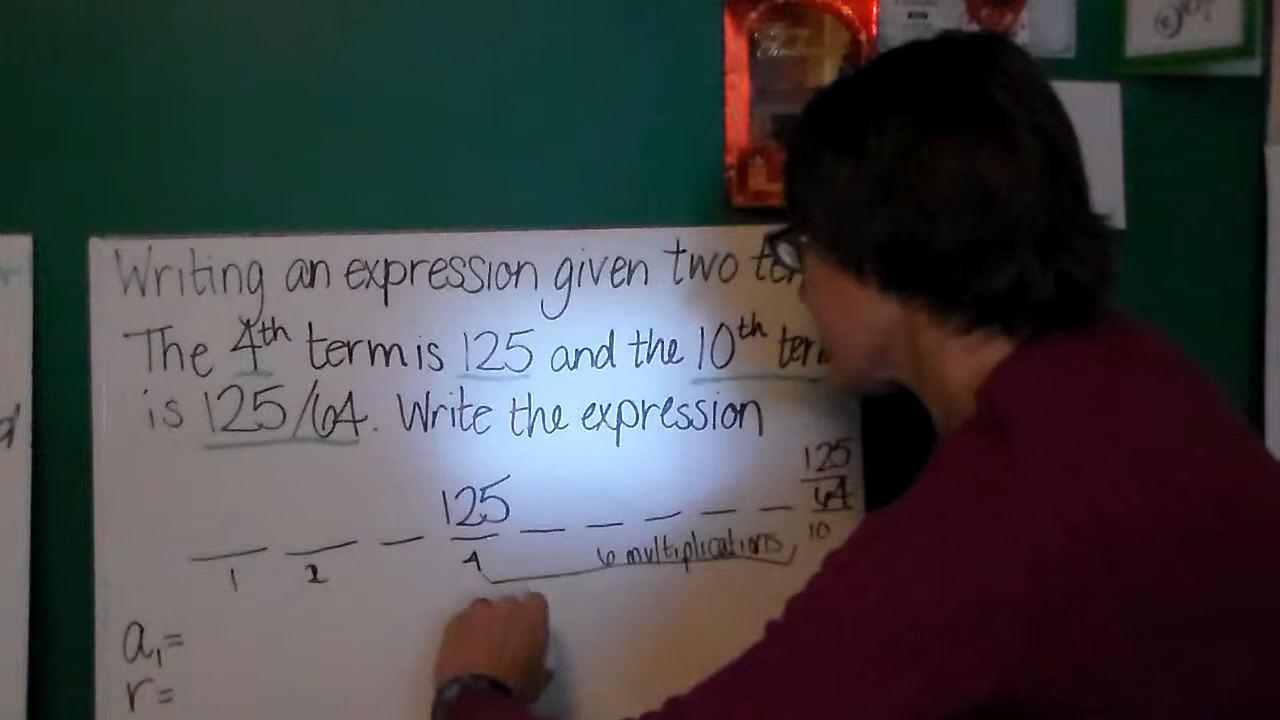 Writing an expression given two
The 4th term is 125 and the 10th
is 125/64. Write the expression
125
125
64
1 2 4 10
6 multiplications
a₁=
r=